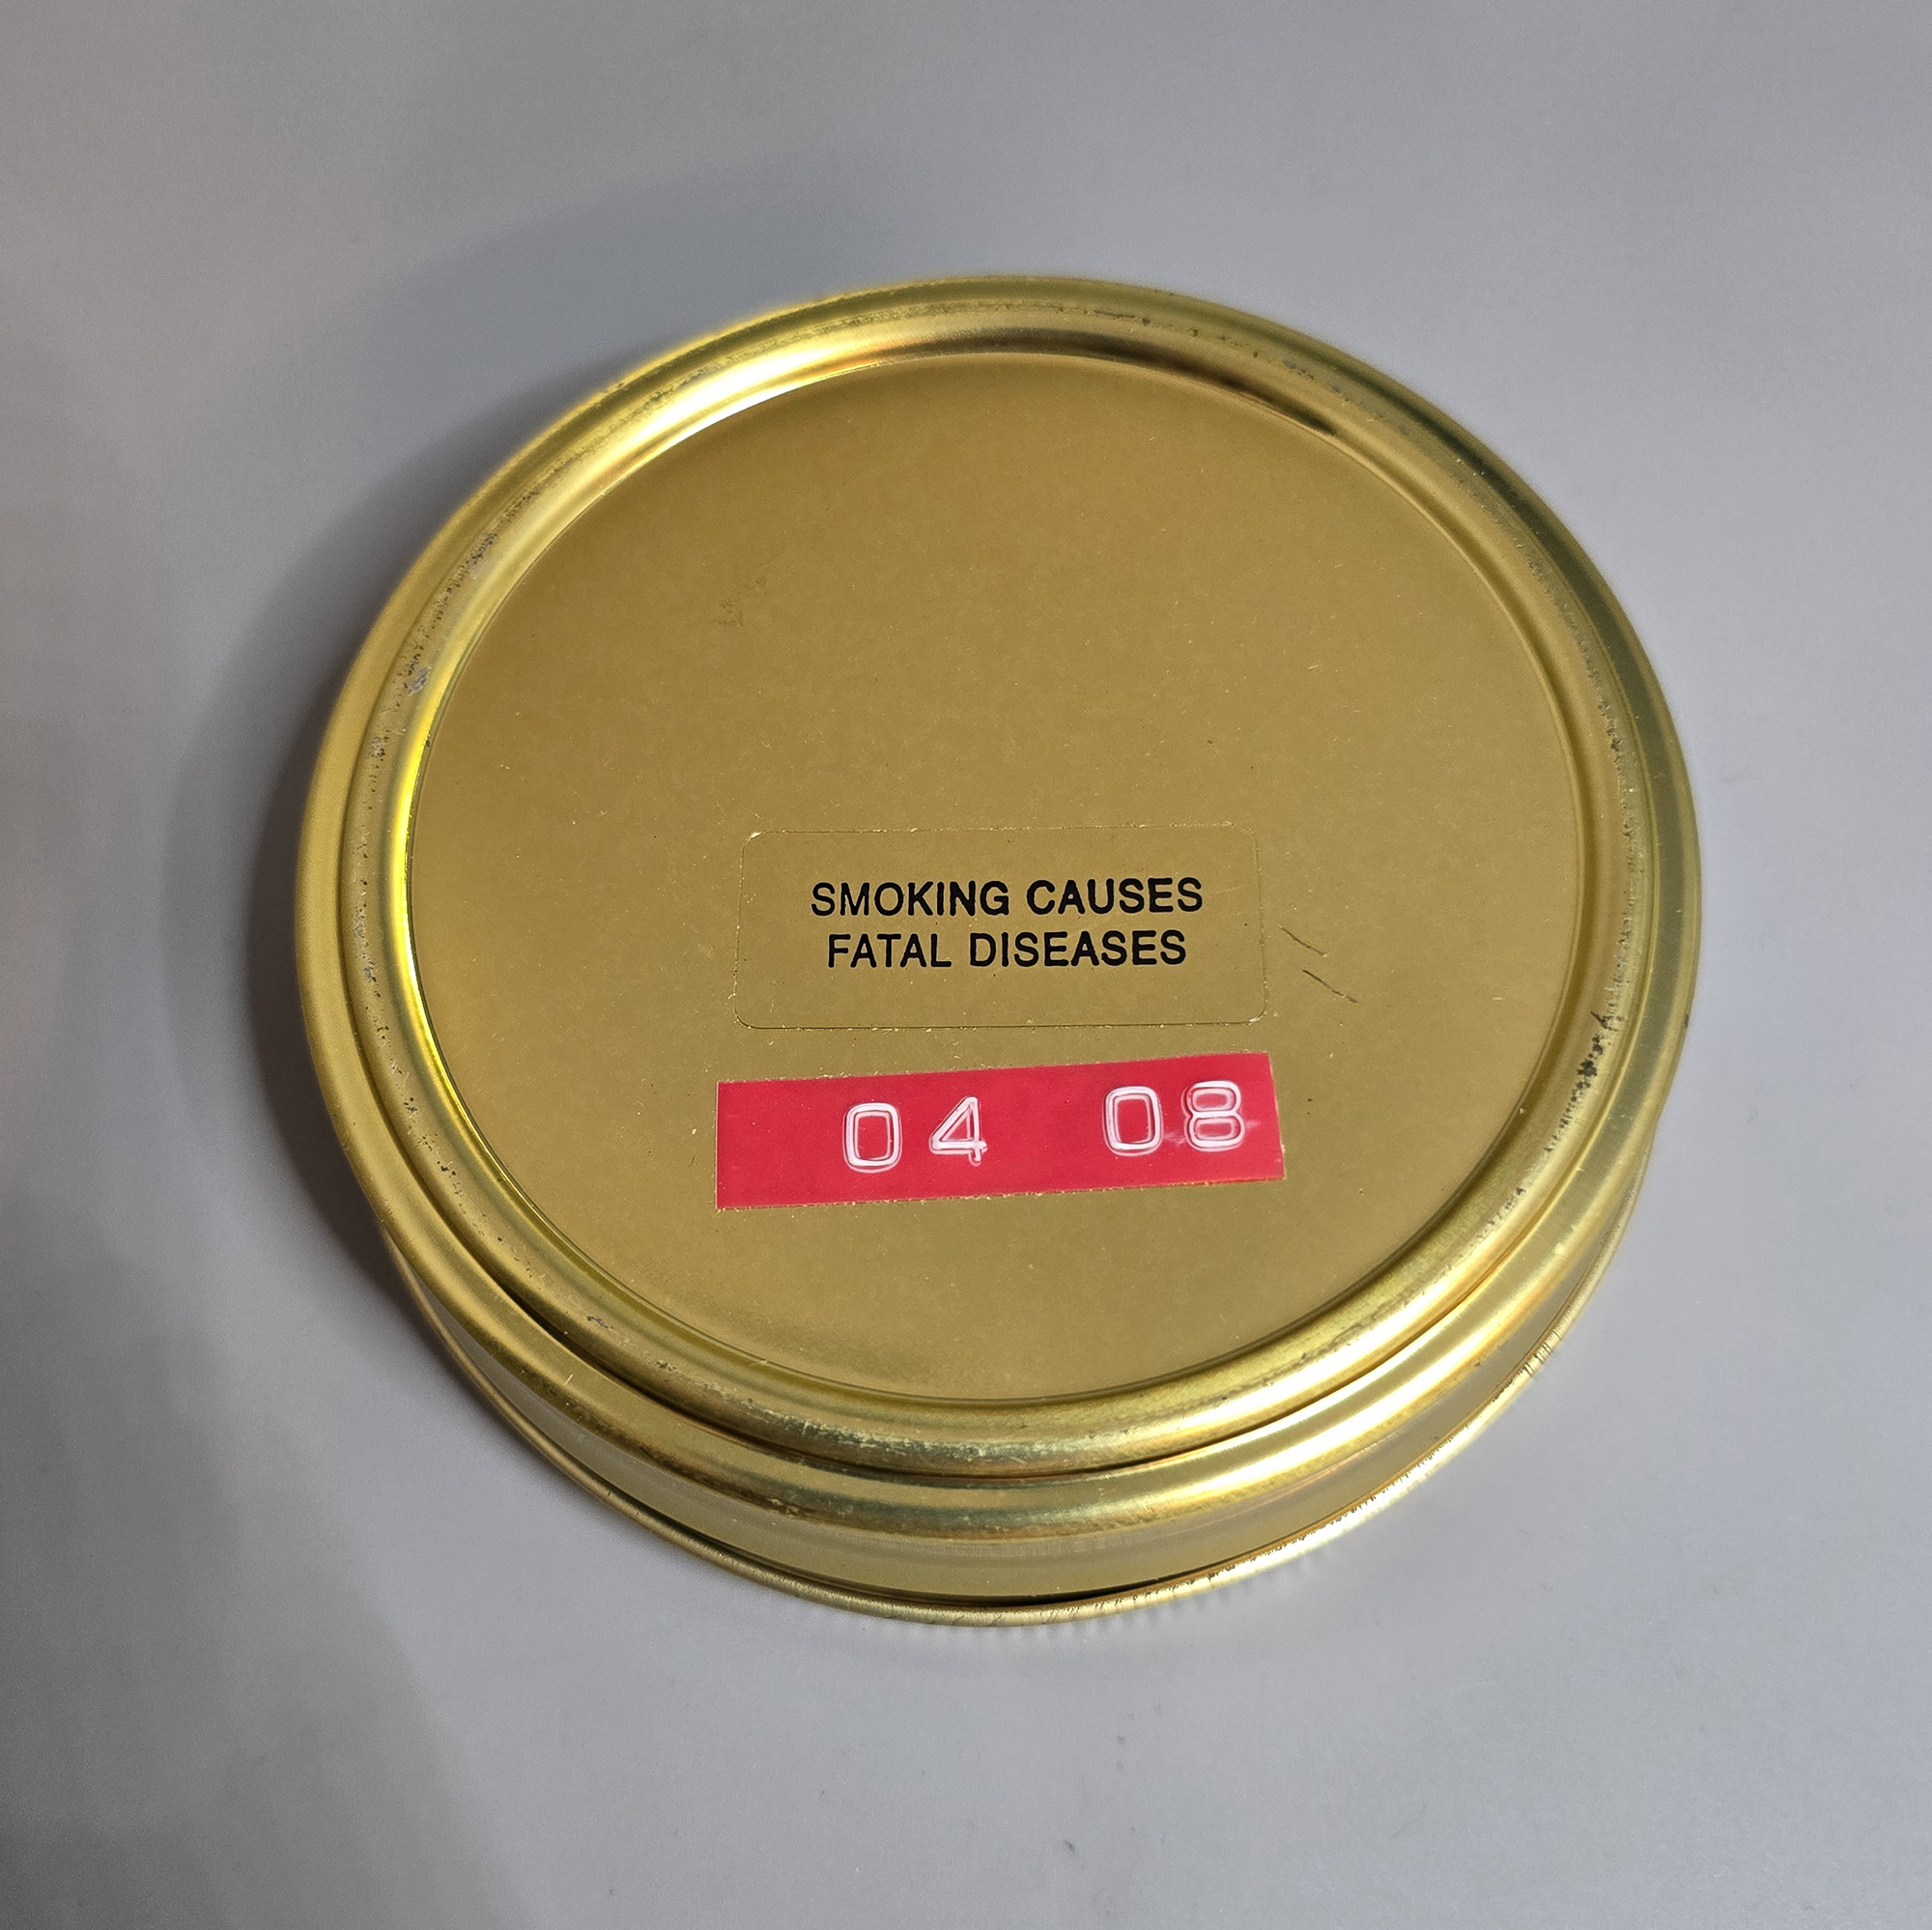 SMOKING CAUSES
FATAL DISEASES
04 08